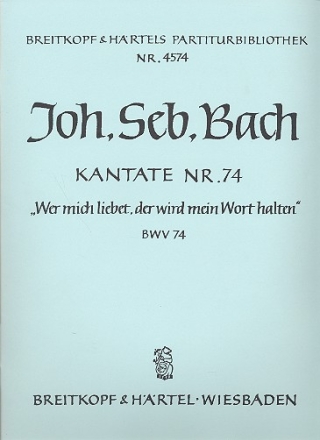 BREITKOPF & HÄRTELS PARTITURBIBLIOTHEK
NR. 4574
Joh. Seb. Bach
KANTATE NR. 74
„Wer mich liebet, der wird mein Wort halten“
BWV 74
BREITKOPF & HÄRTEL · WIESBADEN